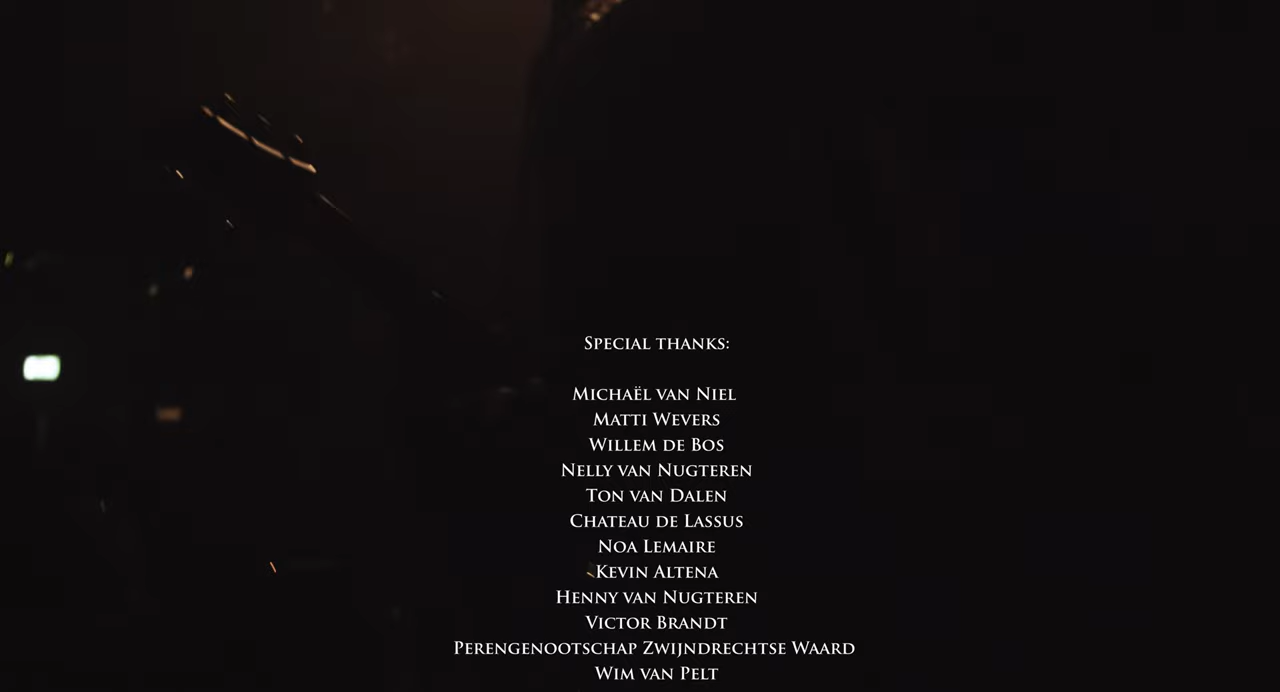 Special thanks:
Michaël van Niel
Matti Wevers
Willem de Bos
Nelly van Nugteren
Ton van Dalen
Chateau de Lassus
Noa Lemaire
Kevin Altena
Henny van Nugteren
Victor Brandt
Perengenootschap Zwijndrechtse Waard
Wim van Pelt